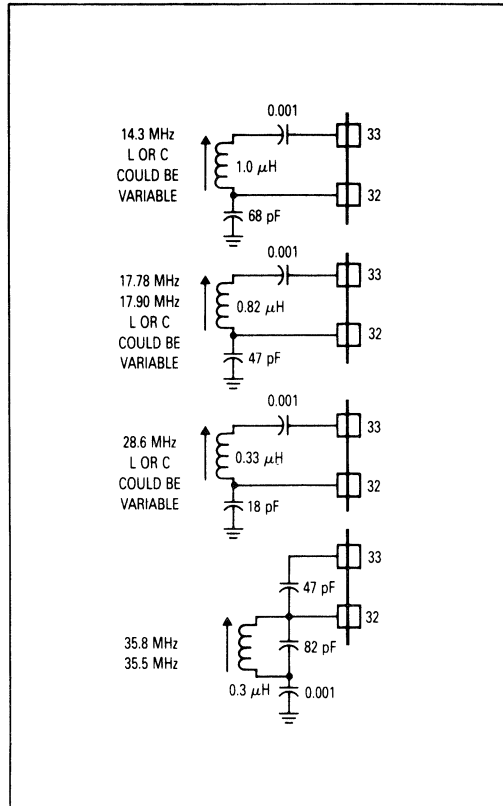 0.001
14.3 MHz
L OR C
COULD BE
VARIABLE
1.0 μH
33
32
68 pF
0.001
17.78 MHz
17.90 MHz
L OR C
COULD BE
VARIABLE
0.82 μH
33
32
47 pF
0.001
28.6 MHz
L OR C
COULD BE
VARIABLE
0.33 μH
33
32
18 pF
33
47 pF
32
35.8 MHz
35.5 MHz
82 pF
0.3 μH
0.001